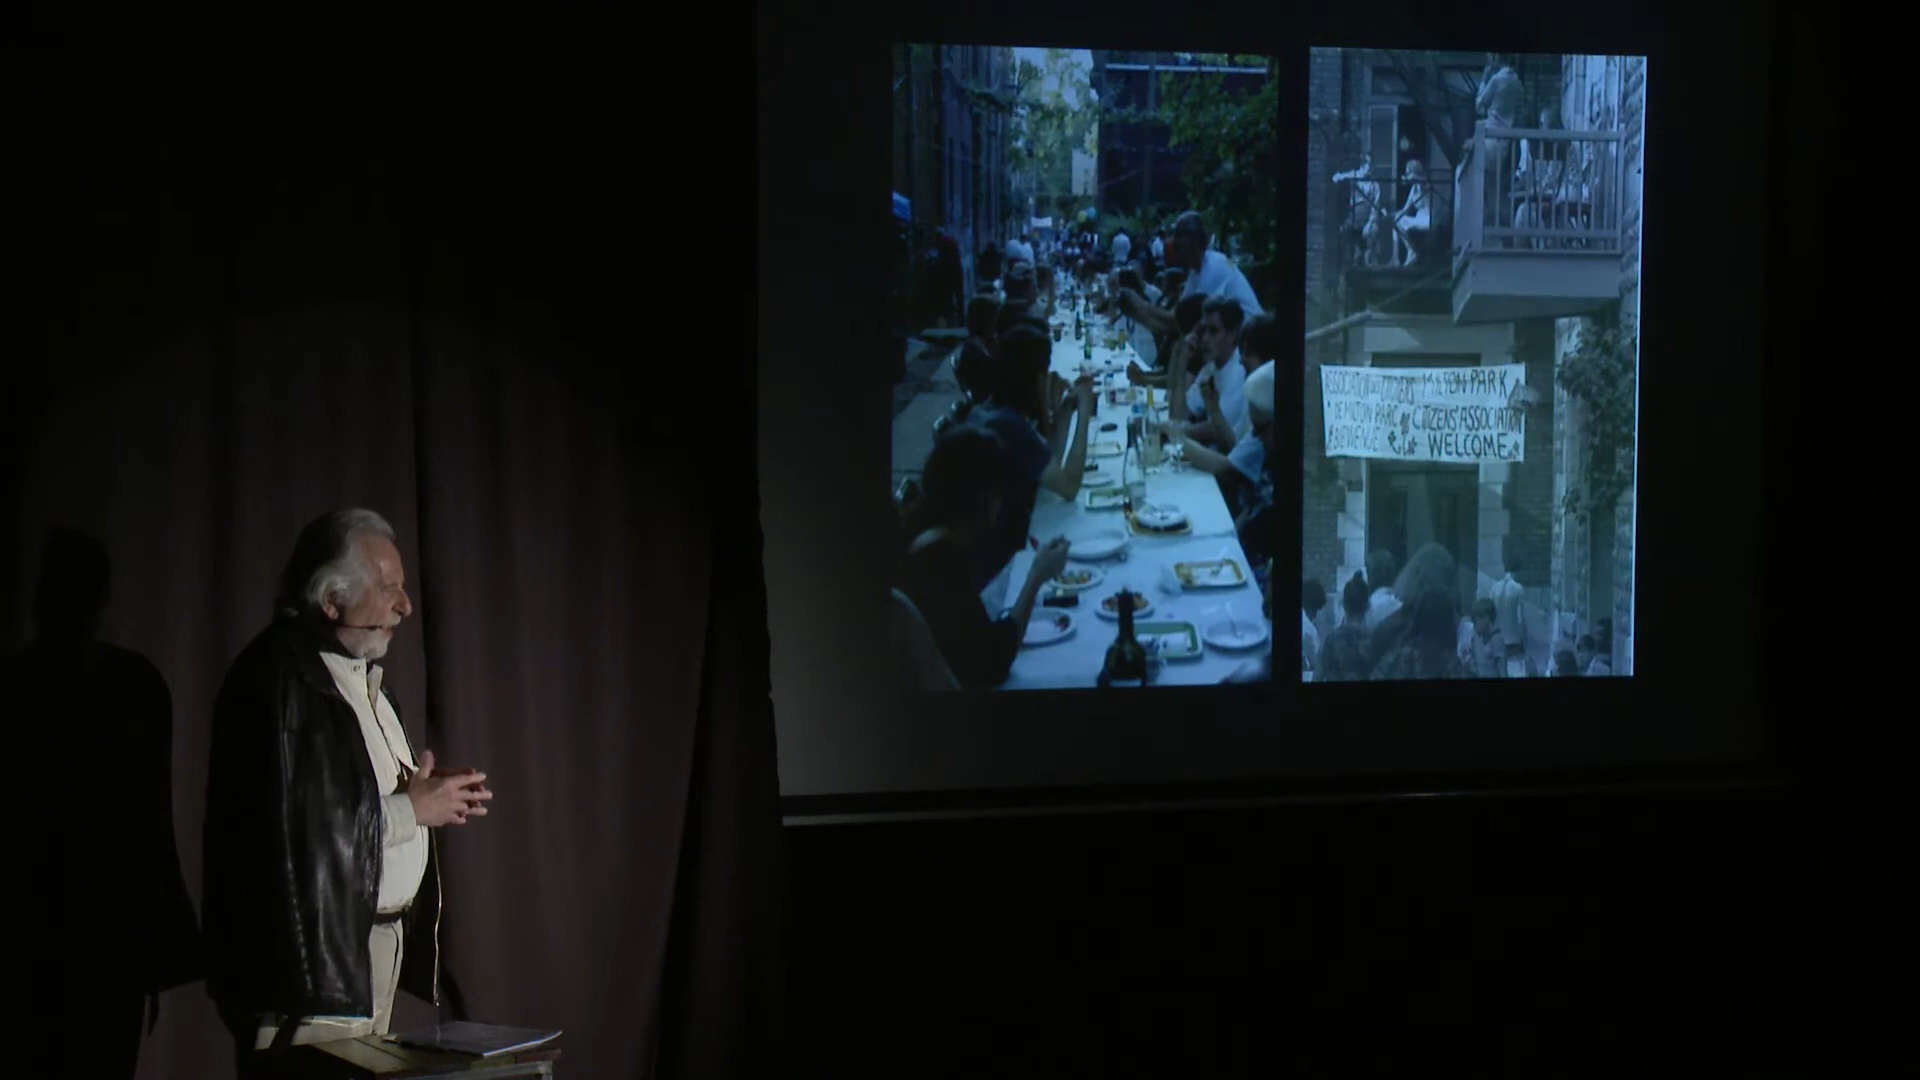 ASSOCIATION DES CITOYENS MILTON PARK
DE MILTON PARC CITIZENS' ASSOCIATION
BIENVENUE WELCOME